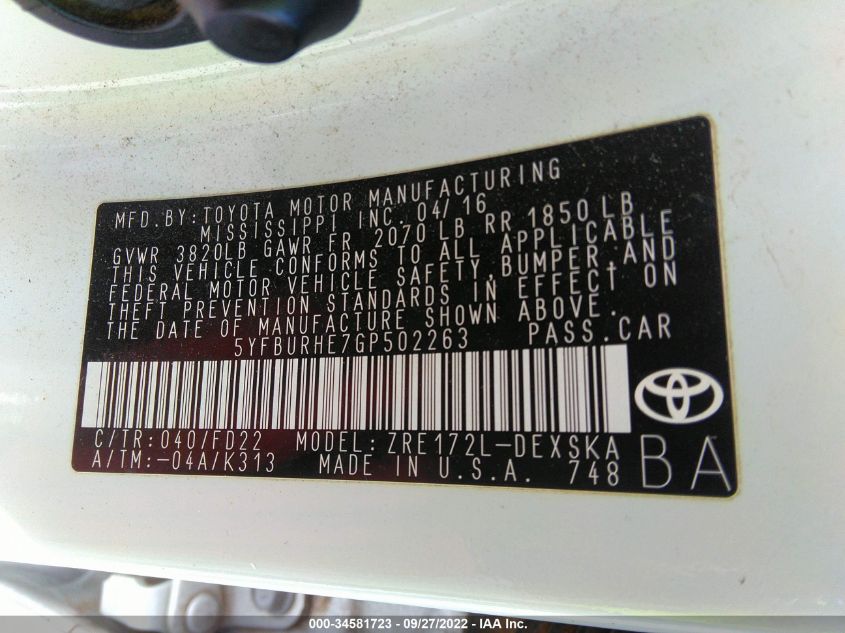 MFD. BY: TOYOTA MOTOR MANUFACTURING
MISSISSIPPI INC. 04/16
GVWR 3820LB GAWR FR 2070 LB RR 1850 LB
THIS VEHICLE CONFORMS TO ALL APPLICABLE
FEDERAL MOTOR VEHICLE SAFETY, BUMPER, AND
THEFT PREVENTION STANDARDS IN EFFECT ON
THE DATE OF MANUFACTURE SHOWN ABOVE.
5YFBURHE7GP502263 PASS. CAR
C/TR: 040/FD22 MODEL: ZRE172L-DEXSKA
A/TM: -04A/K313 MADE IN U.S.A. 748
BA
000-34581723 - 09/27/2022 - IAA Inc.